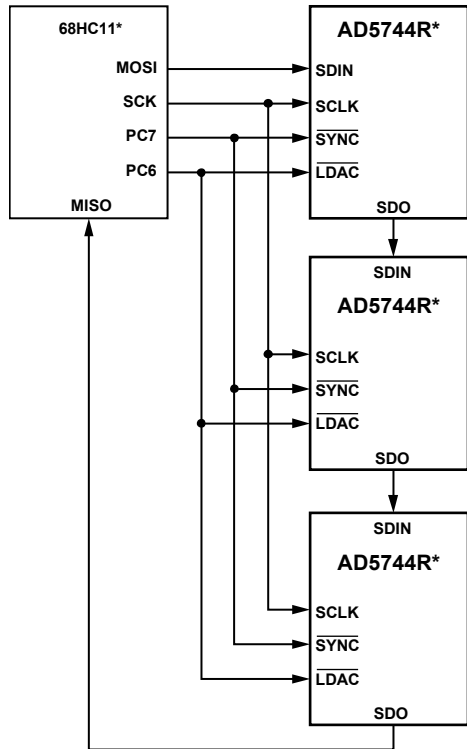 68HC11*
MOSI
SCK
PC7
PC6
MISO
AD5744R*
SDIN
SCLK
SYNC
LDAC
SDO
SDIN
AD5744R*
SCLK
SYNC
LDAC
SDO
SDIN
AD5744R*
SCLK
SYNC
LDAC
SDO